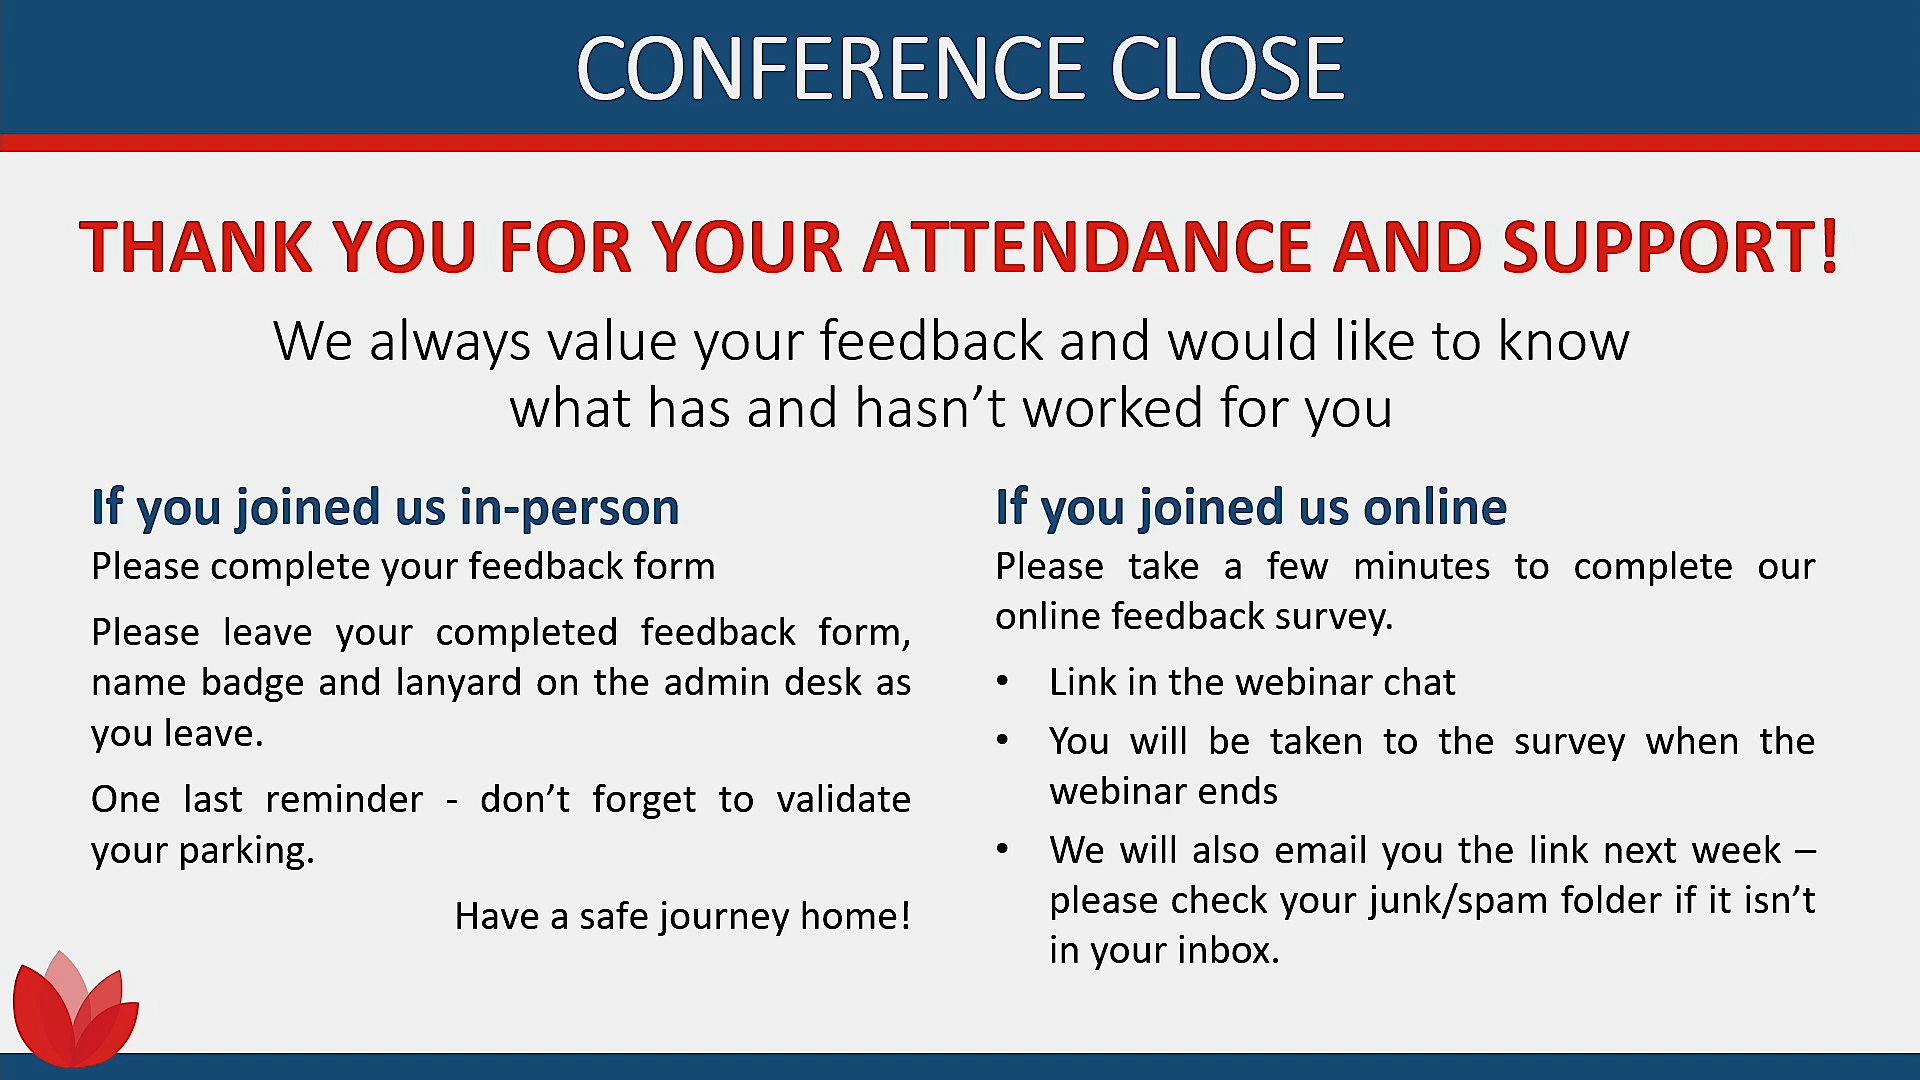 CONFERENCE CLOSE
THANK YOU FOR YOUR ATTENDANCE AND SUPPORT!
We always value your feedback and would like to know
what has and hasn’t worked for you
If you joined us in-person
Please complete your feedback form
Please leave your completed feedback form,
name badge and lanyard on the admin desk as
you leave.
One last reminder - don’t forget to validate
your parking.
Have a safe journey home!
If you joined us online
Please take a few minutes to complete our
online feedback survey.
• Link in the webinar chat
• You will be taken to the survey when the
webinar ends
• We will also email you the link next week –
please check your junk/spam folder if it isn’t
in your inbox.